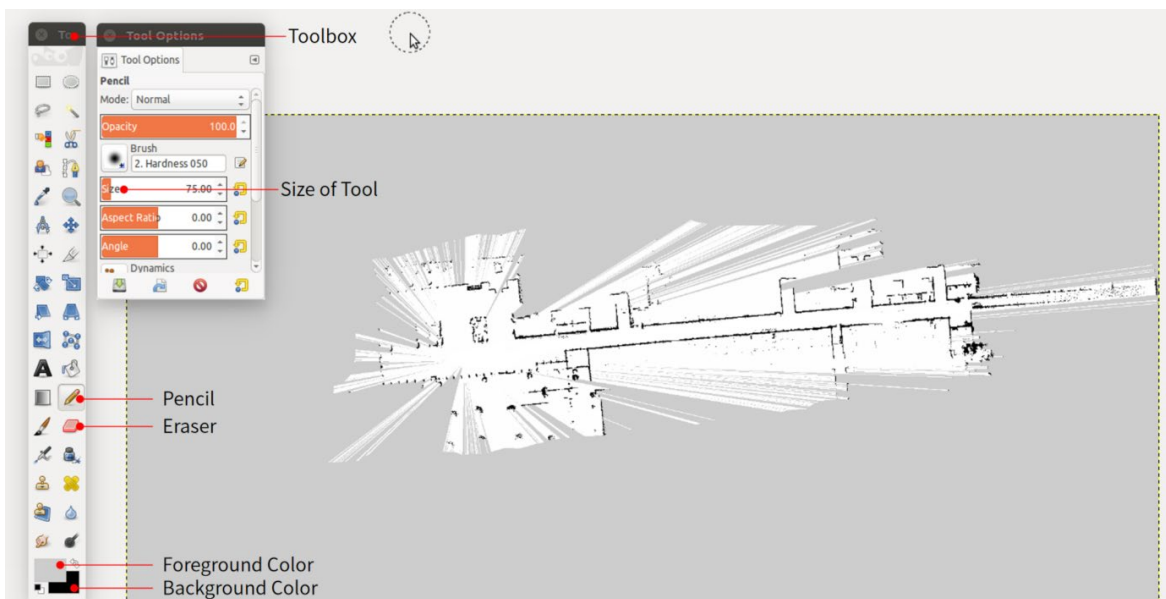 To
Tool Options
Toolbox
Tool Options
Pencil
Mode: Normal
Opacity 100.0
Brush
2. Hardness 050
Size 75.00
Size of Tool
Aspect Ratio 0.00
Angle 0.00
Dynamics
Pencil
Eraser
Foreground Color
Background Color